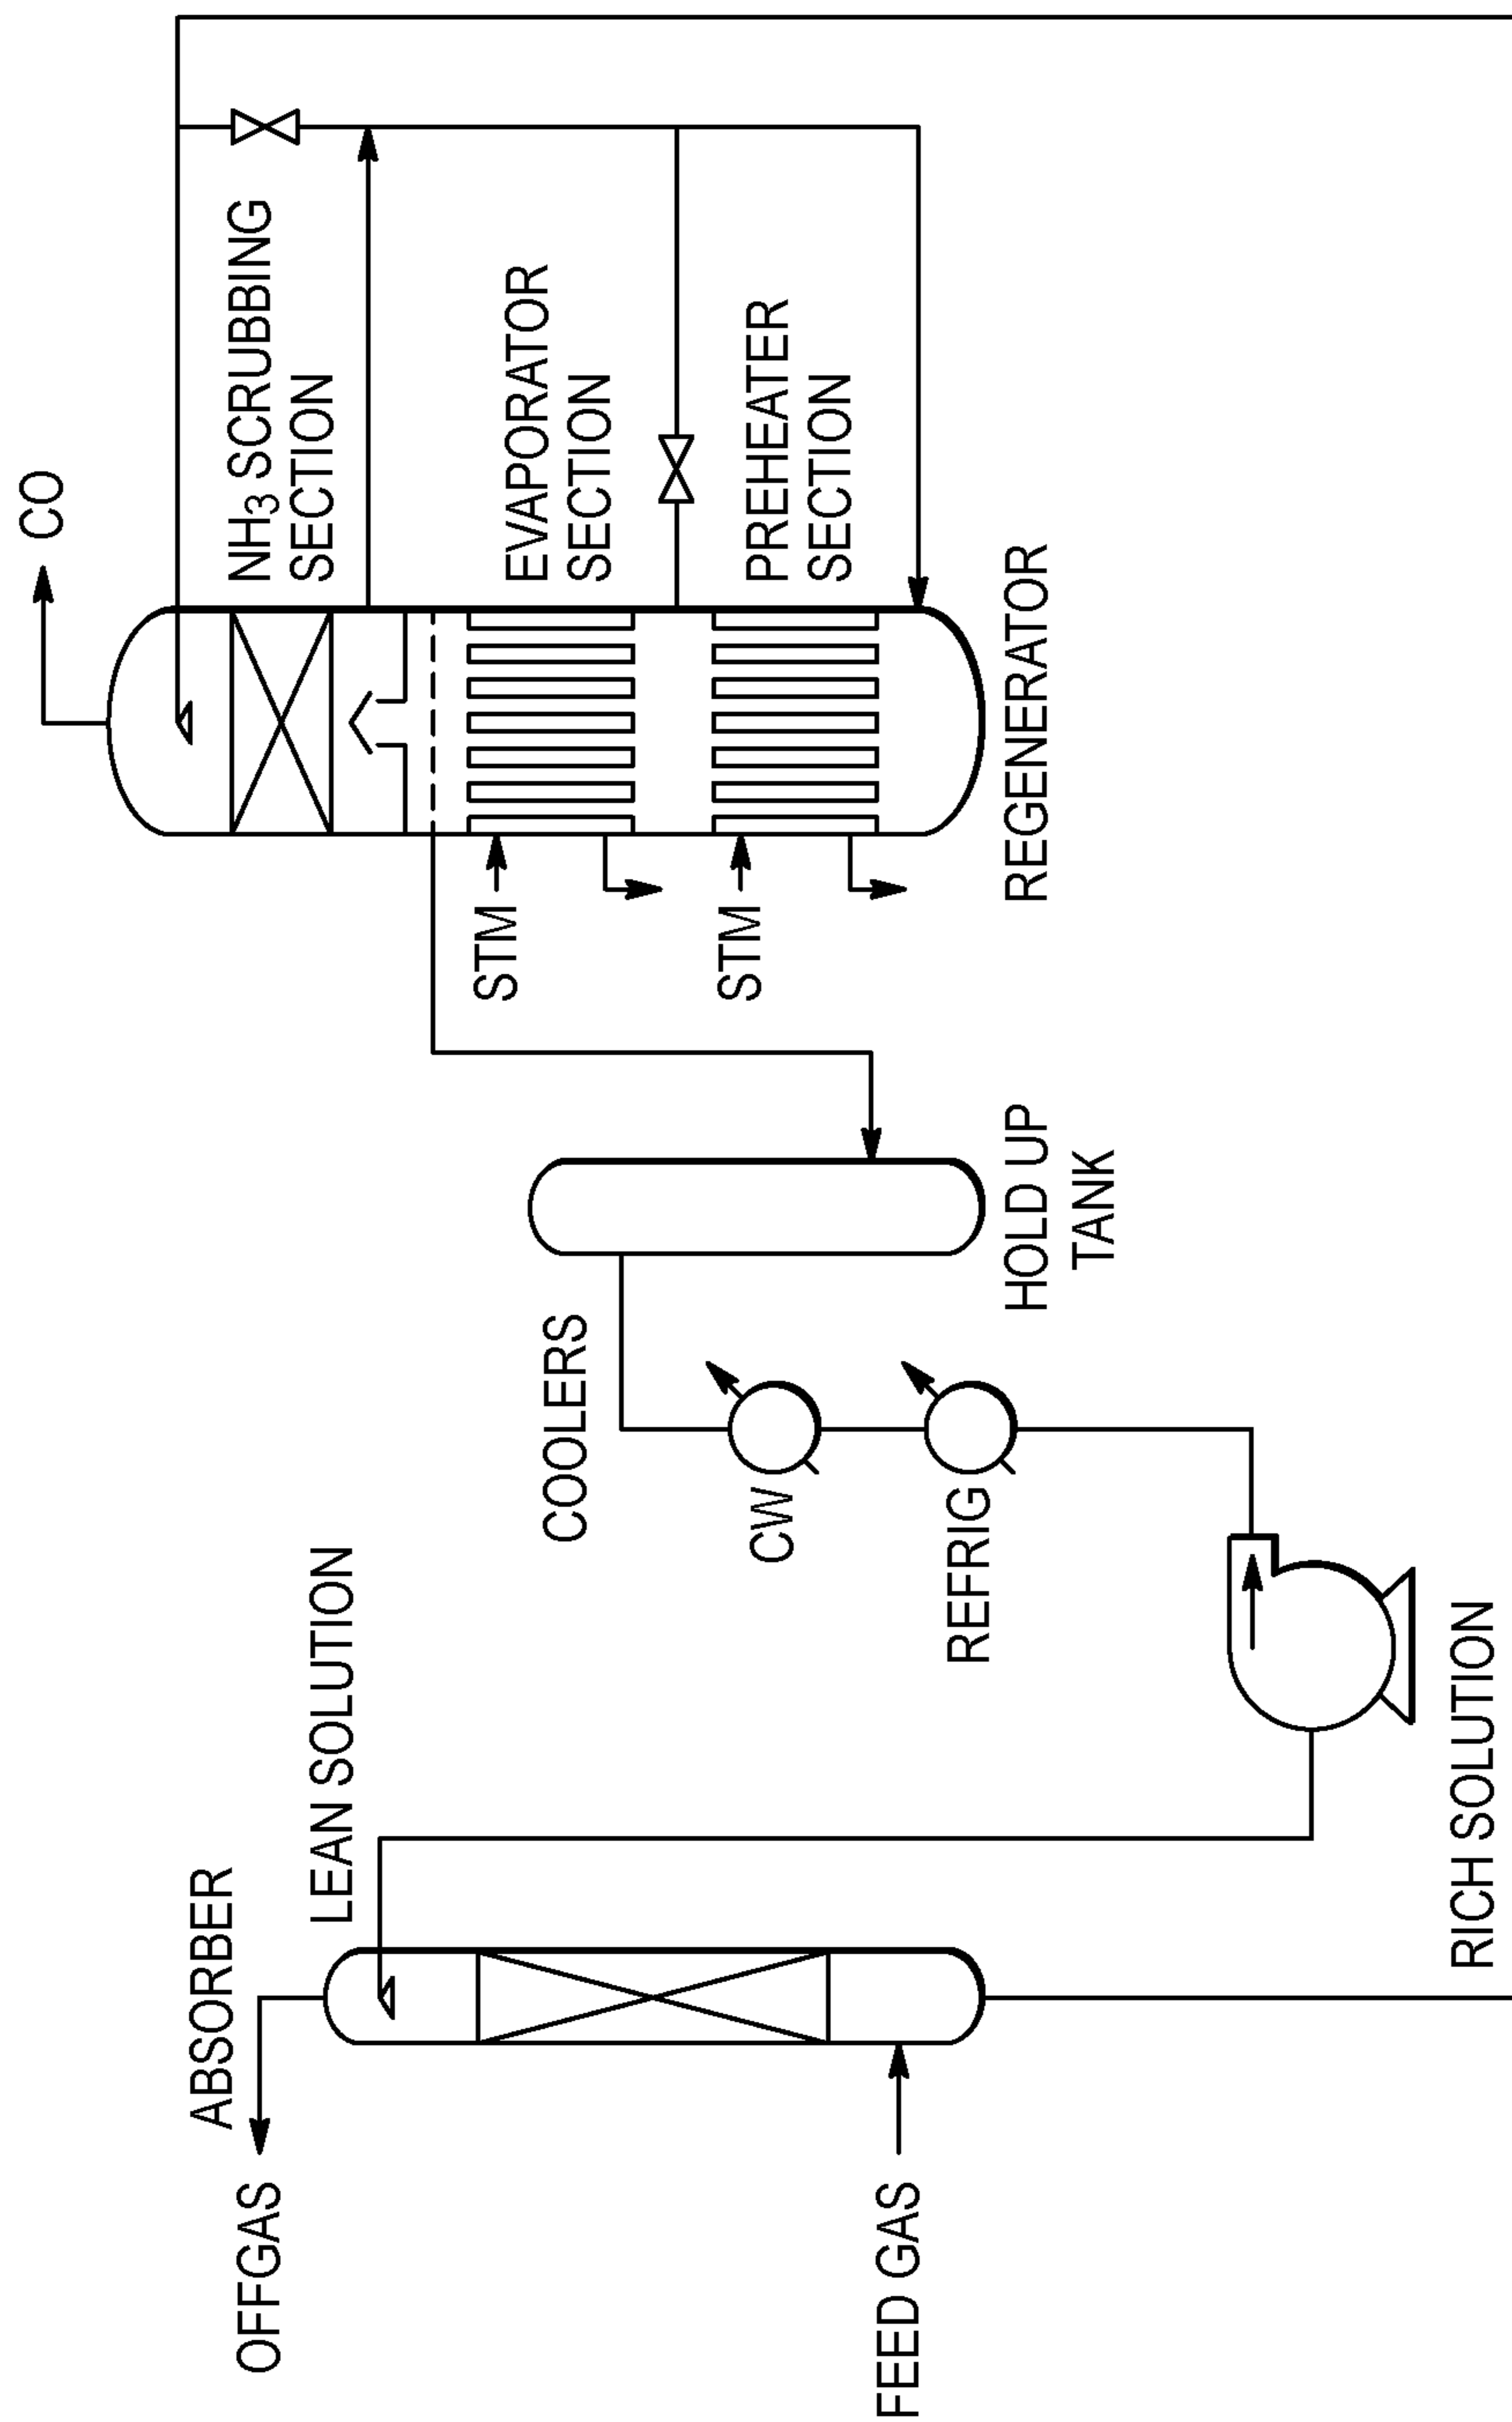 CO
NH3 SCRUBBING
SECTION
EVAPORATOR
SECTION
PREHEATER
SECTION
STM
STM
REGENERATOR
HOLD UP
TANK
COOLERS
CW
REFRIG
LEAN SOLUTION
ABSORBER
OFFGAS
FEED GAS
RICH SOLUTION